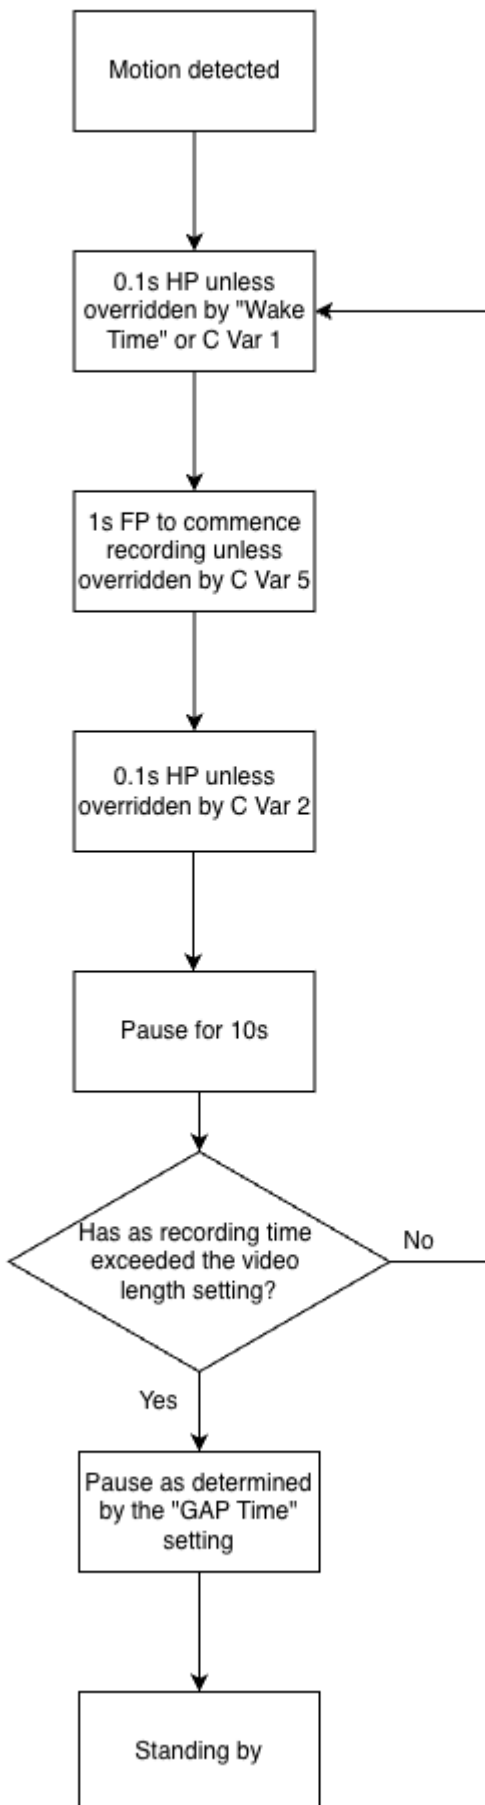 Motion detected
0.1s HP unless
overridden by "Wake
Time" or C Var 1
1s FP to commence
recording unless
overridden by C Var 5
0.1s HP unless
overridden by C Var 2
Pause for 10s
Has as recording time
exceeded the video
length setting?
No
Yes
Pause as determined
by the "GAP Time"
setting
Standing by